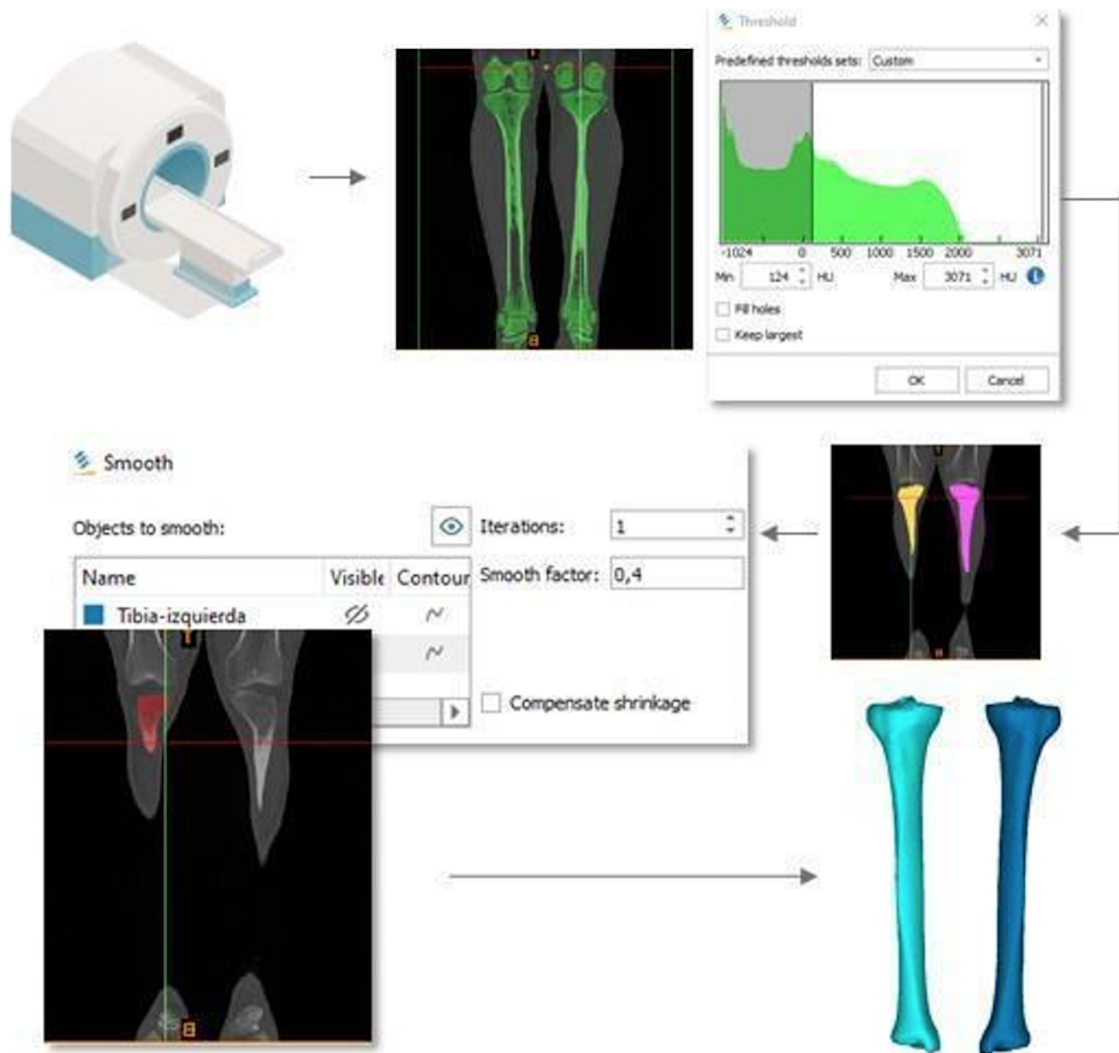 T
B
Threshold
Predefined thresholds sets: Custom
-1024 0 500 1000 1500 2000 3071
Min 124 HU Max 3071 HU i
Fill holes
Keep largest
OK Cancel
Smooth
Objects to smooth:
Iterations: 1
Name Visible Contour
Smooth factor: 0,4
Tibia-izquierda
Compensate shrinkage
T
B
T
B